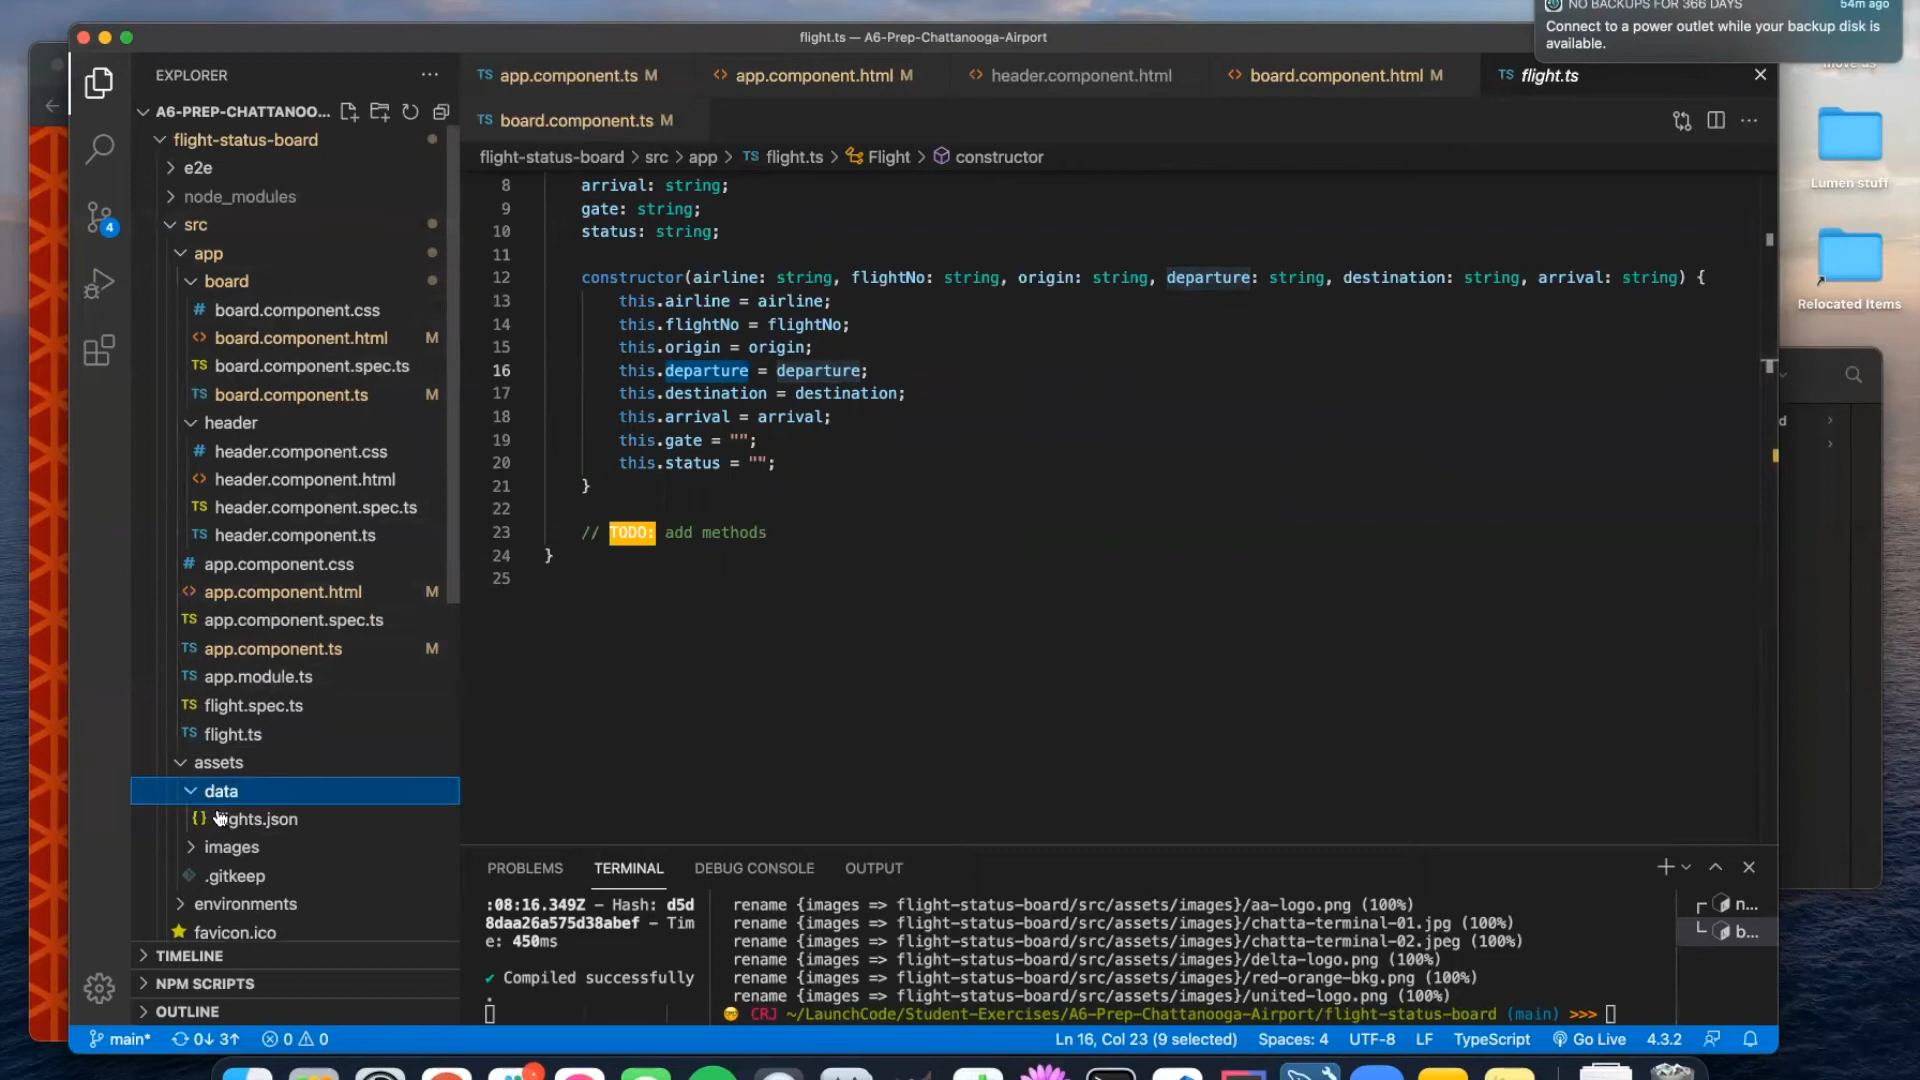 NO BACKUPS FOR 366 DAYS 54m ago
Connect to a power outlet while your backup disk is
available.
flight.ts — A6-Prep-Chattanooga-Airport
EXPLORER
A6-PREP-CHATTANOO...
flight-status-board
e2e
node_modules
src
app
board
board.component.css
board.component.html M
board.component.spec.ts
board.component.ts M
header
header.component.css
header.component.html
header.component.spec.ts
header.component.ts
app.component.css
app.component.html M
app.component.spec.ts
app.component.ts M
app.module.ts
flight.spec.ts
flight.ts
assets
data
ights.json
images
.gitkeep
environments
favicon.ico
TIMELINE
NPM SCRIPTS
OUTLINE
4
TS app.component.ts M
app.component.html M
header.component.html
board.component.html M
TS flight.ts
TS board.component.ts M
flight-status-board > src > app > TS flight.ts > Flight > constructor
8 arrival: string;
9 gate: string;
10 status: string;
11
12 constructor(airline: string, flightNo: string, origin: string, departure: string, destination: string, arrival: string) {
13 this.airline = airline;
14 this.flightNo = flightNo;
15 this.origin = origin;
16 this.departure = departure;
17 this.destination = destination;
18 this.arrival = arrival;
19 this.gate = "";
20 this.status = "";
21 }
22
23 // TODO: add methods
24 }
25
PROBLEMS TERMINAL DEBUG CONSOLE OUTPUT
:08:16.349Z – Hash: d5d
8daa26a575d38abef – Tim
e: 450ms
✔ Compiled successfully
.
rename {images => flight-status-board/src/assets/images}/aa-logo.png (100%)
rename {images => flight-status-board/src/assets/images}/chatta-terminal-01.jpg (100%)
rename {images => flight-status-board/src/assets/images}/chatta-terminal-02.jpeg (100%)
rename {images => flight-status-board/src/assets/images}/delta-logo.png (100%)
rename {images => flight-status-board/src/assets/images}/red-orange-bkg.png (100%)
rename {images => flight-status-board/src/assets/images}/united-logo.png (100%)
CRJ ~/LaunchCode/Student-Exercises/A6-Prep-Chattanooga-Airport/flight-status-board (main) >>>
n...
b...
main* 0↓ 3↑ 0 0
Ln 16, Col 23 (9 selected) Spaces: 4 UTF-8 LF TypeScript Go Live 4.3.2
Lumen stuff
Relocated Items